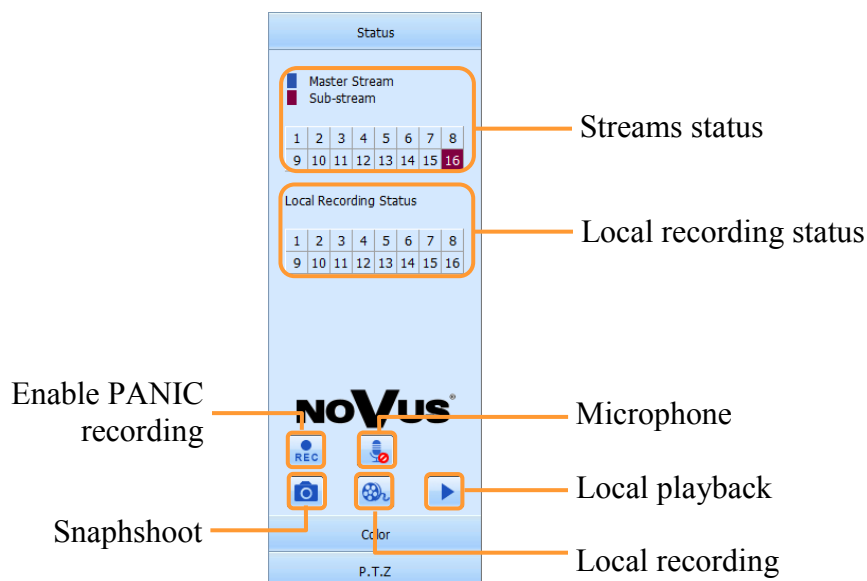 Status
Master Stream
Sub-stream
1 2 3 4 5 6 7 8
9 10 11 12 13 14 15 16
Streams status
Local Recording Status
1 2 3 4 5 6 7 8
9 10 11 12 13 14 15 16
Local recording status
Enable PANIC
recording
NOVUS®
REC
Microphone
Local playback
Snaphshoot
Color
Local recording
P.T.Z